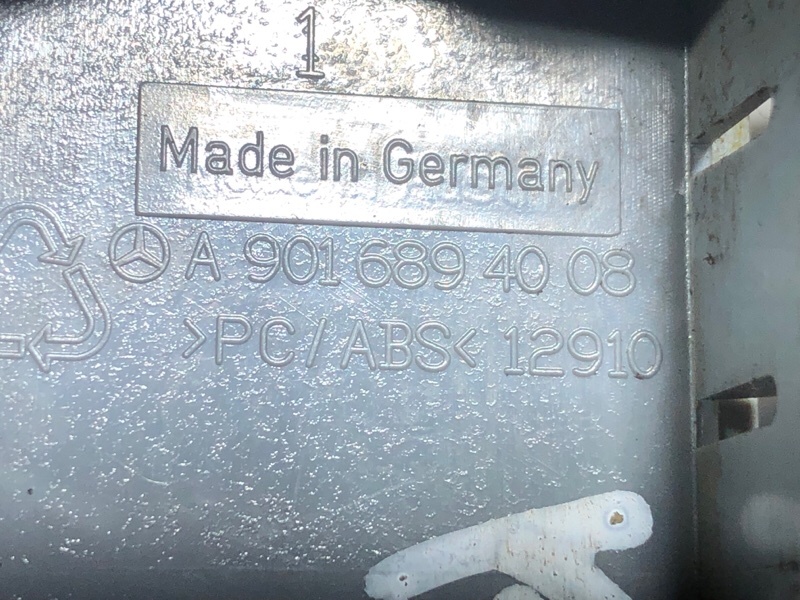 1
Made in Germany
A 901 689 40 08
>PC/ABS< 12910